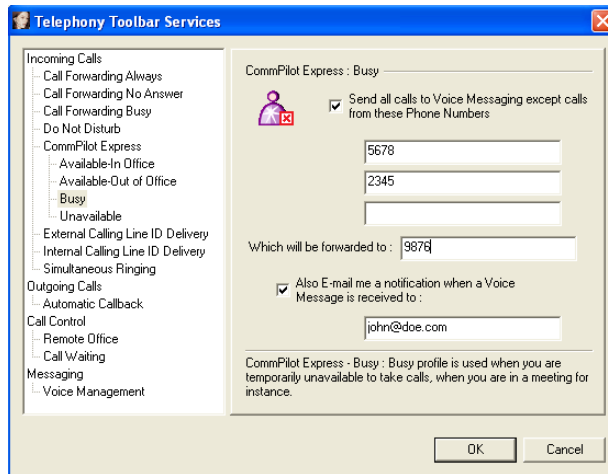 Telephony Toolbar Services
Incoming Calls
Call Forwarding Always
Call Forwarding No Answer
Call Forwarding Busy
Do Not Disturb
CommPilot Express
Available-In Office
Available-Out of Office
Busy
Unavailable
External Calling Line ID Delivery
Internal Calling Line ID Delivery
Simultaneous Ringing
Outgoing Calls
Automatic Callback
Call Control
Remote Office
Call Waiting
Messaging
Voice Management
CommPilot Express : Busy
Send all calls to Voice Messaging except calls
from these Phone Numbers
5678
2345
Which will be forwarded to : 9876
Also E-mail me a notification when a Voice
Message is received to :
john@doe.com
CommPilot Express - Busy : Busy profile is used when you are
temporarily unavailable to take calls, when you are in a meeting for
instance.
OK Cancel